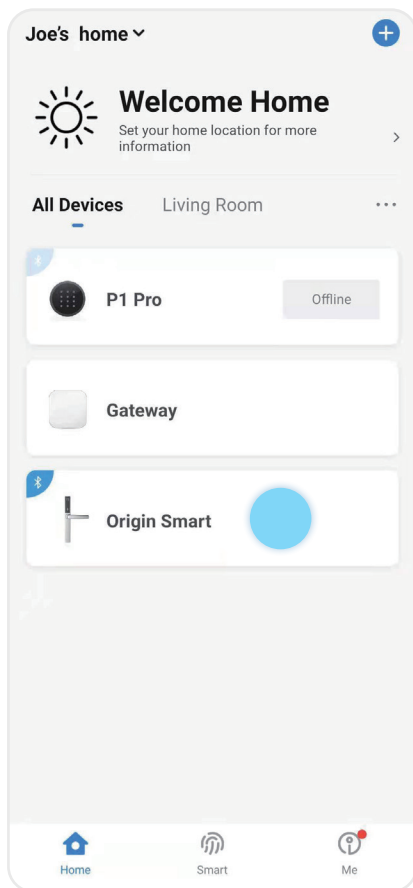 Joe's home
Welcome Home
Set your home location for more
information
All Devices
Living Room
P1 Pro
Offline
Gateway
Origin Smart
Home
Smart
Me